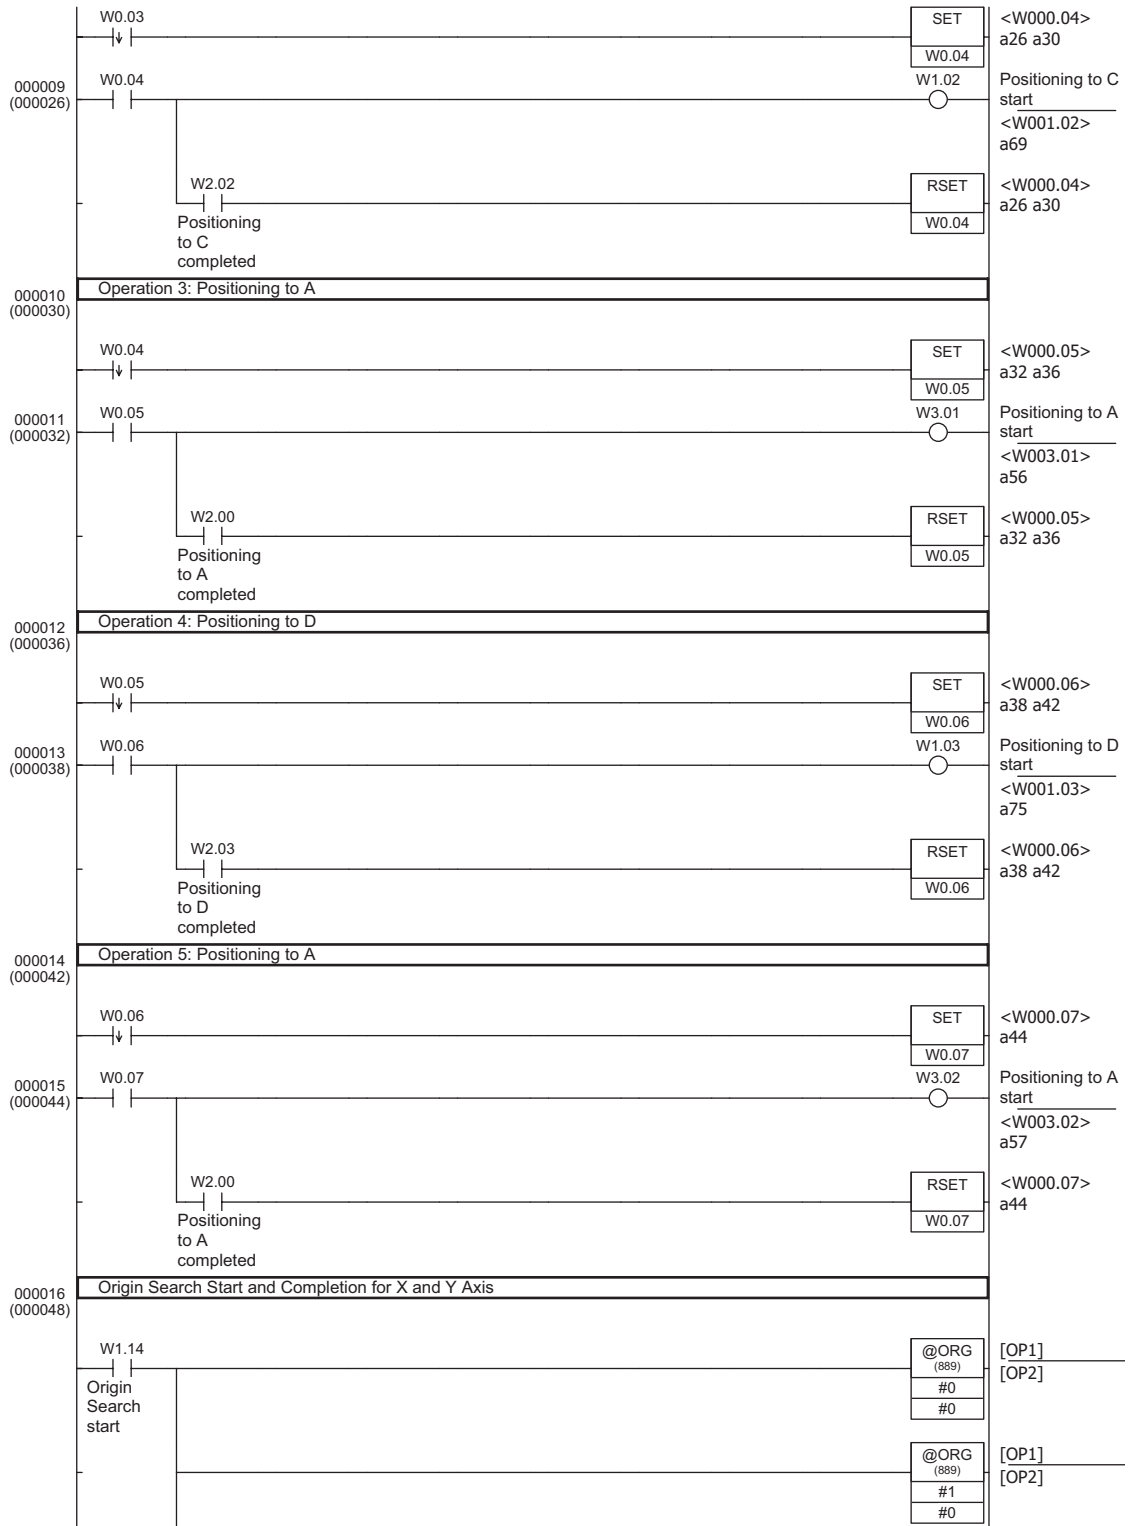 W0.03
SET
W0.04
<W000.04>
a26 a30
000009
(000026)
W0.04
W1.02
Positioning to C
start
<W001.02>
a69
W2.02
Positioning
to C
completed
RSET
W0.04
<W000.04>
a26 a30
000010
(000030)
Operation 3: Positioning to A
W0.04
SET
W0.05
<W000.05>
a32 a36
000011
(000032)
W0.05
W3.01
Positioning to A
start
<W003.01>
a56
W2.00
Positioning
to A
completed
RSET
W0.05
<W000.05>
a32 a36
000012
(000036)
Operation 4: Positioning to D
W0.05
SET
W0.06
<W000.06>
a38 a42
000013
(000038)
W0.06
W1.03
Positioning to D
start
<W001.03>
a75
W2.03
Positioning
to D
completed
RSET
W0.06
<W000.06>
a38 a42
000014
(000042)
Operation 5: Positioning to A
W0.06
SET
W0.07
<W000.07>
a44
000015
(000044)
W0.07
W3.02
Positioning to A
start
<W003.02>
a57
W2.00
Positioning
to A
completed
RSET
W0.07
<W000.07>
a44
000016
(000048)
Origin Search Start and Completion for X and Y Axis
W1.14
Origin
Search
start
@ORG
(889)
#0
#0
[OP1]
[OP2]
@ORG
(889)
#1
#0
[OP1]
[OP2]